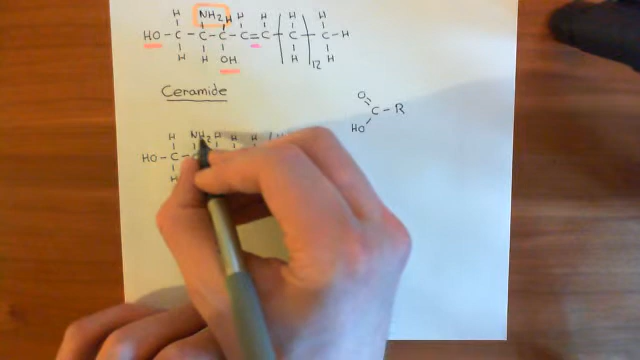 H NH2 H H H H H
HO-C-C-C-C=C-C-C-H
H H OH H 12 H
Ceramide
O
C-R
HO
H NH2 H H H H
HO-C-C
H